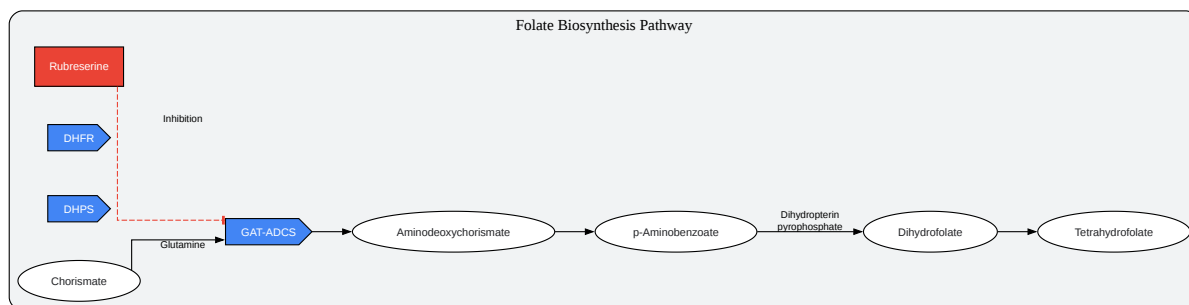 Folate Biosynthesis Pathway
Rubreserine
Inhibition
DHFR
DHPS
GAT-ADCS
Glutamine
Chorismate
Aminodeoxychorismate
p-Aminobenzoate
Dihydropterin
pyrophosphate
Dihydrofolate
Tetrahydrofolate